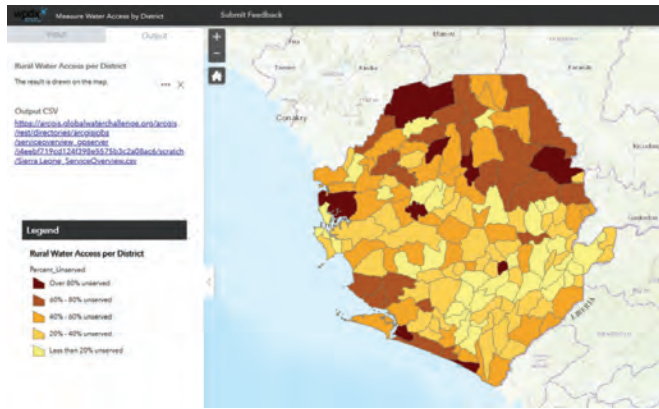 wpdx Measure Water Access by District Submit Feedback
Input Output
Rural Water Access per District
The result is drawn on the map.
Output CSV
https://arcgis.globalwaterchallenge.org/arcgis
/rest/directories/arcgisjobs
/serviceoverview_gpserver
/Sierra Leone_ServiceOverview.csv
Legend
Rural Water Access per District
Percent_Unserved
Over 80% unserved
60% - 80% unserved
40% - 60% unserved
20% - 40% unserved
Less than 20% unserved
Conakry
LIBERIA